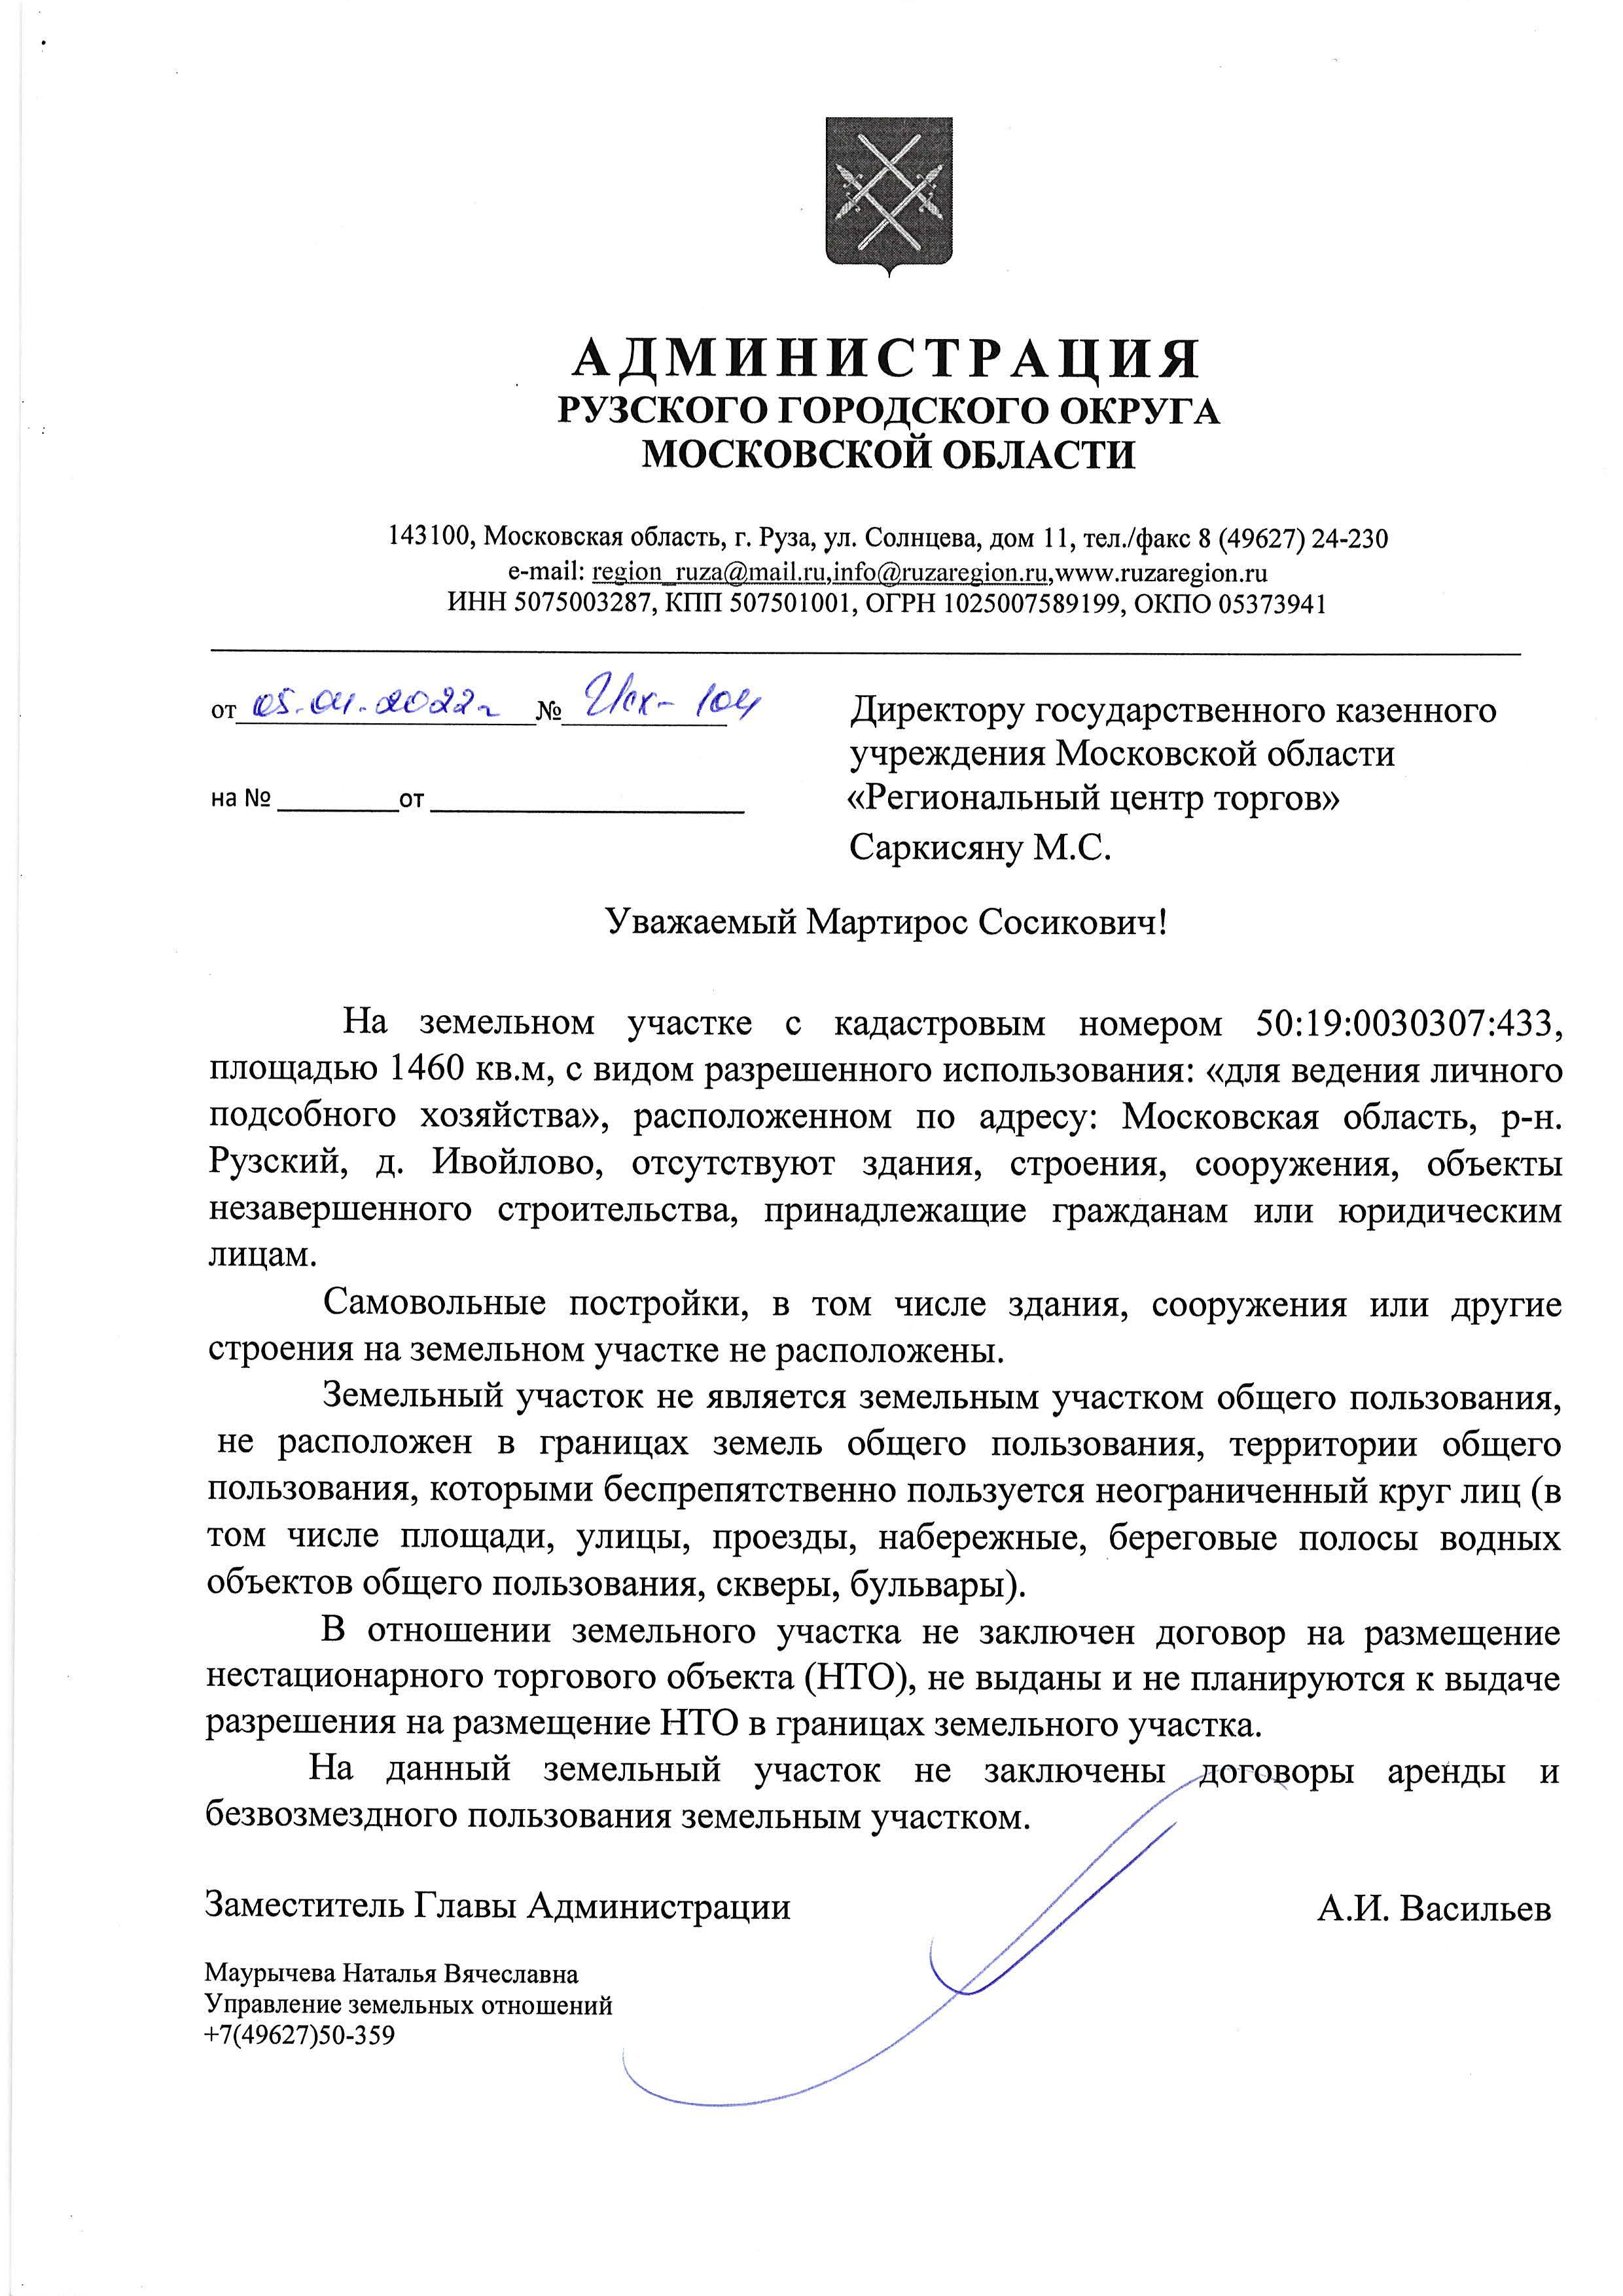 АДМИНИСТРАЦИЯ
РУЗСКОГО ГОРОДСКОГО ОКРУГА
МОСКОВСКОЙ ОБЛАСТИ
143100, Московская область, г. Руза, ул. Солнцева, дом 11, тел./факс 8 (49627) 24-230
e-mail: region_ruza@mail.ru,info@ruzaregion.ru,www.ruzaregion.ru
ИНН 5075003287, КПП 507501001, ОГРН 1025007589199, ОКПО 05373941
от 05.04.2022г № Исх-104
на № _________ от _______________________
Директору государственного казенного
учреждения Московской области
«Региональный центр торгов»
Саркисяну М.С.
Уважаемый Мартирос Сосикович!
На земельном участке с кадастровым номером 50:19:0030307:433,
площадью 1460 кв.м, с видом разрешенного использования: «для ведения личного
подсобного хозяйства», расположенном по адресу: Московская область, р-н.
Рузский, д. Ивойлово, отсутствуют здания, строения, сооружения, объекты
незавершенного строительства, принадлежащие гражданам или юридическим
лицам.
Самовольные постройки, в том числе здания, сооружения или другие
строения на земельном участке не расположены.
Земельный участок не является земельным участком общего пользования,
не расположен в границах земель общего пользования, территории общего
пользования, которыми беспрепятственно пользуется неограниченный круг лиц (в
том числе площади, улицы, проезды, набережные, береговые полосы водных
объектов общего пользования, скверы, бульвары).
В отношении земельного участка не заключен договор на размещение
нестационарного торгового объекта (НТО), не выданы и не планируются к выдаче
разрешения на размещение НТО в границах земельного участка.
На данный земельный участок не заключены договоры аренды и
безвозмездного пользования земельным участком.
Заместитель Главы Администрации А.И. Васильев
Маурычева Наталья Вячеславна
Управление земельных отношений
+7(49627)50-359